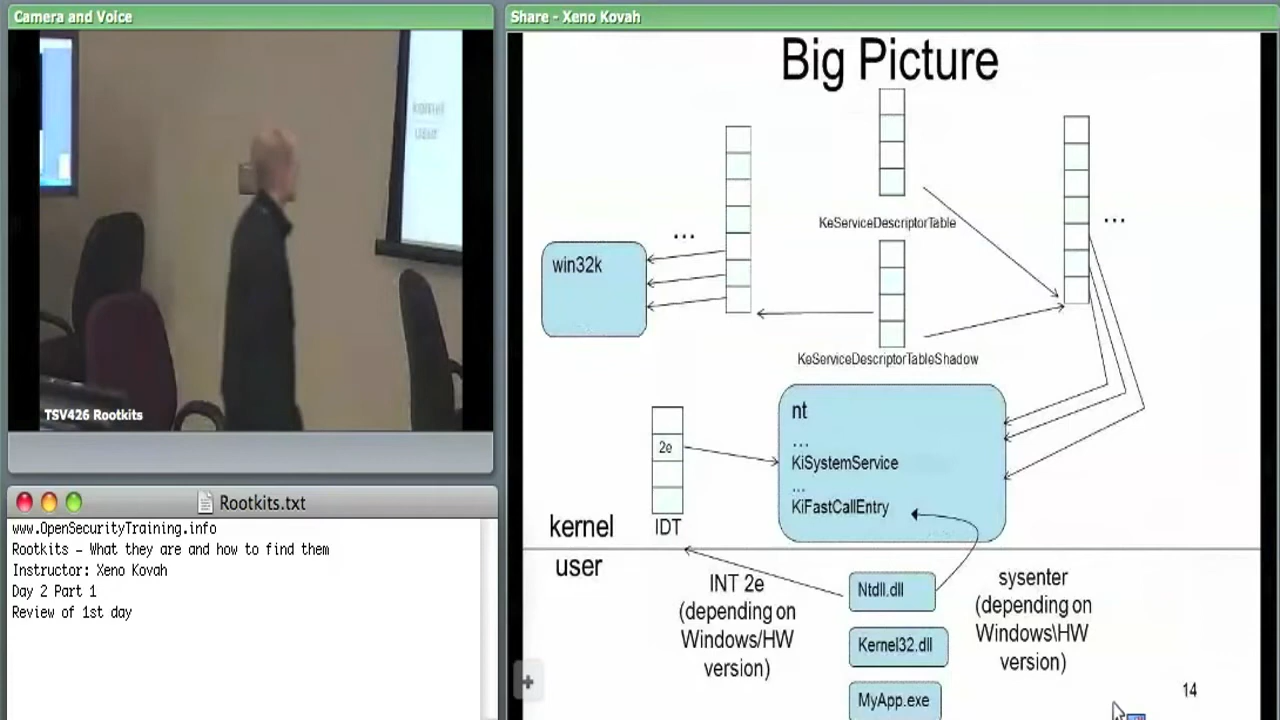 Camera and Voice
kernel
user
TSV426 Rootkits
Rootkits.txt
www.OpenSecurityTraining.info
Rootkits - What they are and how to find them
Instructor: Xeno Kovah
Day 2 Part 1
Review of 1st day
Share - Xeno Kovah
Big Picture
KeServiceDescriptorTable
...
...
win32k
KeServiceDescriptorTableShadow
nt
...
2e
KiSystemService
...
KiFastCallEntry
IDT
kernel
user
INT 2e
(depending on
Windows/HW
version)
Ntdll.dll
Kernel32.dll
MyApp.exe
sysenter
(depending on
Windows\HW
version)
14